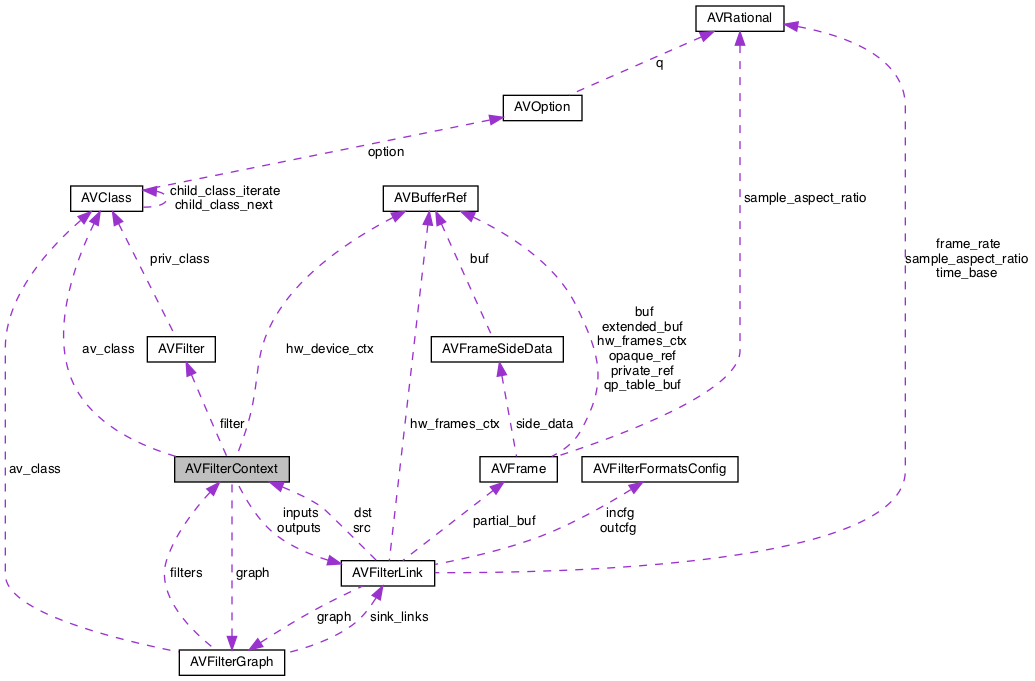 AVRational
q
AVOption
option
AVClass
child_class_iterate
child_class_next
AVBufferRef
sample_aspect_ratio
frame_rate
sample_aspect_ratio
time_base
priv_class
buf
buf
extended_buf
hw_frames_ctx
opaque_ref
private_ref
qp_table_buf
av_class
AVFilter
hw_device_ctx
AVFrameSideData
filter
hw_frames_ctx
side_data
av_class
AVFilterContext
AVFrame
AVFilterFormatsConfig
inputs
outputs
dst
src
partial_buf
incfg
outcfg
filters
graph
AVFilterLink
graph
sink_links
AVFilterGraph